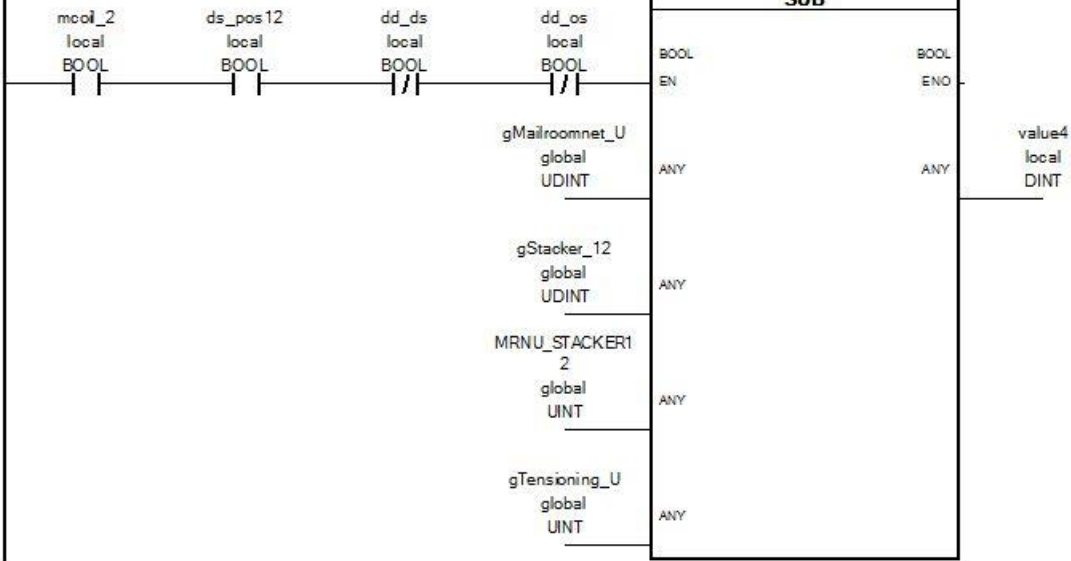 SUB
mcoil_2 ds_pos12 dd_ds dd_os
local local local local
BOOL BOOL BOOL BOOL
BOOL BOOL
EN ENO
gMailroomnet_U
global
UDINT
ANY ANY
value4
local
DINT
gStacker_12
global
UDINT
ANY
MRNU_STACKER1
2
global
UINT
ANY
gTensioning_U
global
UINT
ANY